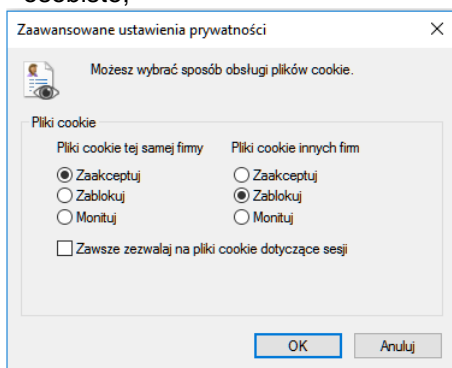 Zaawansowane ustawienia prywatności
Możesz wybrać sposób obsługi plików cookie.
Pliki cookie
Pliki cookie tej samej firmy Pliki cookie innych firm
Zaakceptuj Zaakceptuj
Zablokuj Zablokuj
Monituj Monituj
Zawsze zezwalaj na pliki cookie dotyczące sesji
OK Anuluj